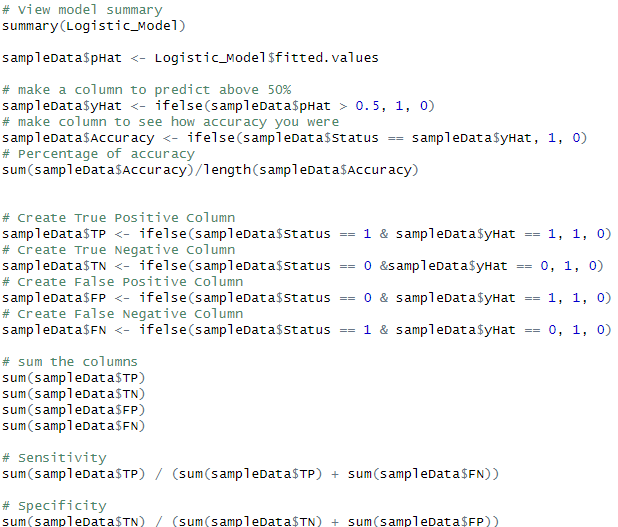 # View model summary
summary(Logistic_Model)
sampleData$pHat <- Logistic_Model$fitted.values
# make a column to predict above 50%
sampleData$yHat <- ifelse(sampleData$pHat > 0.5, 1, 0)
# make column to see how accuracy you were
sampleData$Accuracy <- ifelse(sampleData$Status == sampleData$yHat, 1, 0)
# Percentage of accuracy
sum(sampleData$Accuracy)/length(sampleData$Accuracy)
# Create True Positive Column
sampleData$TP <- ifelse(sampleData$Status == 1 & sampleData$yHat == 1, 1, 0)
# Create True Negative Column
sampleData$TN <- ifelse(sampleData$Status == 0 &sampleData$yHat == 0, 1, 0)
# Create False Positive Column
sampleData$FP <- ifelse(sampleData$Status == 0 & sampleData$yHat == 1, 1, 0)
# Create False Negative Column
sampleData$FN <- ifelse(sampleData$Status == 1 & sampleData$yHat == 0, 1, 0)
# sum the columns
sum(sampleData$TP)
sum(sampleData$TN)
sum(sampleData$FP)
sum(sampleData$FN)
# Sensitivity
sum(sampleData$TP) / (sum(sampleData$TP) + sum(sampleData$FN))
# Specificity
sum(sampleData$TN) / (sum(sampleData$TN) + sum(sampleData$FP))